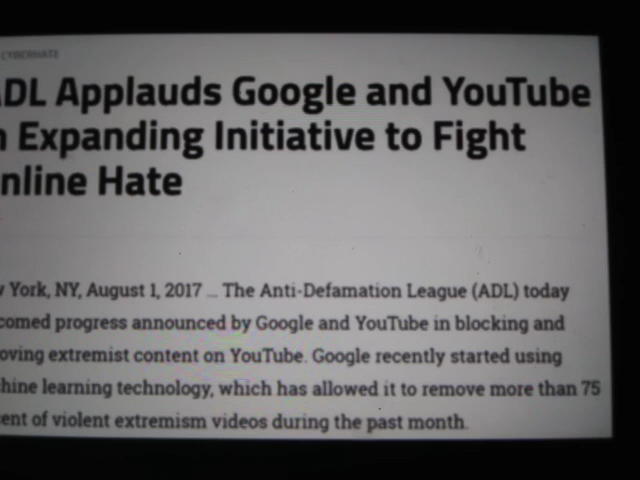 CYBERHATE
ADL Applauds Google and YouTube
n Expanding Initiative to Fight
nline Hate
w York, NY, August 1, 2017 ... The Anti-Defamation League (ADL) today
comed progress announced by Google and YouTube in blocking and
oving extremist content on YouTube. Google recently started using
hine learning technology, which has allowed it to remove more than 75
cent of violent extremism videos during the past month.